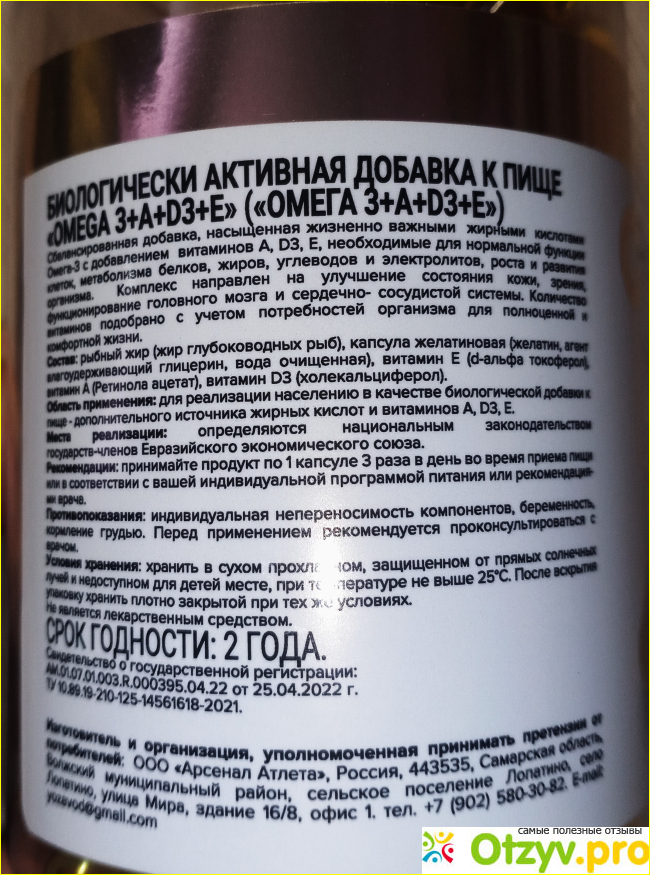 БИОЛОГИЧЕСКИ АКТИВНАЯ ДОБАВКА К ПИЩЕ
«OMEGA 3+A+D3+E» («ОМЕГА 3+A+D3+E»)
Сбалансированная добавка, насыщенная жизненно важными жирными кислотами
Омега-3 с добавлением витаминов А, D3, Е, необходимые для нормальной функции
клеток, метаболизма белков, жиров, углеводов и электролитов, роста и развития
организма. Комплекс направлен на улучшение состояния кожи, зрения,
функционирование головного мозга и сердечно- сосудистой системы. Количество
витаминов подобрано с учетом потребностей организма для полноценной и
комфортной жизни.
Состав: рыбный жир (жир глубоководных рыб), капсула желатиновая (желатин, агент
влагоудерживающий глицерин, вода очищенная), витамин Е (d-альфа токоферол),
витамин А (Ретинола ацетат), витамин D3 (холекальциферол).
Область применения: для реализации населению в качестве биологической добавки к
пище - дополнительного источника жирных кислот и витаминов А, D3, Е.
Места реализации: определяются национальным законодательством
государств-членов Евразийского экономического союза.
Рекомендации: принимайте продукт по 1 капсуле 3 раза в день во время приема пищи
или в соответствии с вашей индивидуальной программой питания или рекомендация-
ми врача.
Противопоказания: индивидуальная непереносимость компонентов, беременность,
кормление грудью. Перед применением рекомендуется проконсультироваться с
врачом.
Условия хранения: хранить в сухом прохладном, защищенном от прямых солнечных
лучей и недоступном для детей месте, при температуре не выше 25°С. После вскрытия
упаковку хранить плотно закрытой при тех же условиях.
Не является лекарственным средством.
СРОК ГОДНОСТИ: 2 ГОДА.
Свидетельство о государственной регистрации:
AM.01.07.01.003.R.000395.04.22 от 25.04.2022 г.
ТУ 10.89.19-210-125-14561618-2021.
Изготовитель и организация, уполномоченная принимать претензии от
потребителей: ООО «Арсенал Атлета», Россия, 443535, Самарская область,
Волжский муниципальный район, сельское поселение Лопатино, село
Лопатино, улица Мира, здание 16/8, офис 1. тел. +7 (902) 580-30-82. E-mail:
yuzavod@gmail.com
самые полезные отзывы
Otzyv.pro